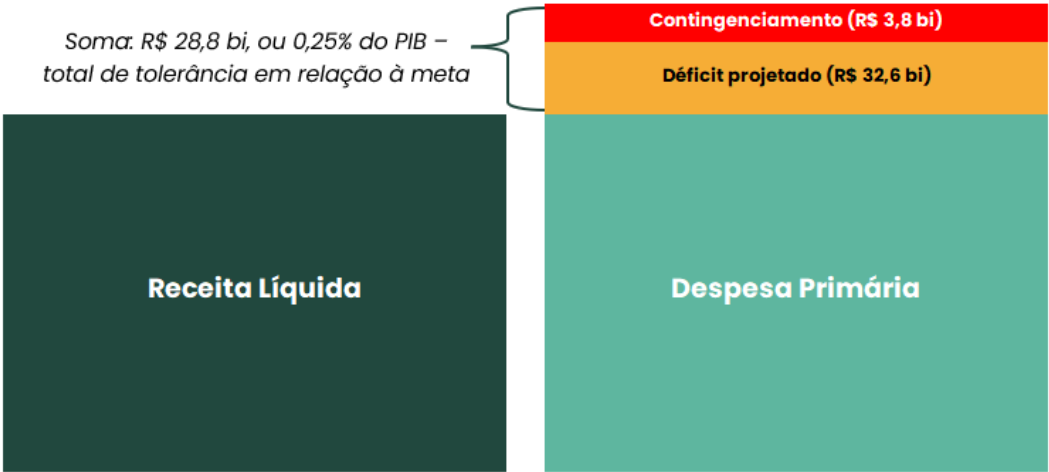 Contingenciamento (R$ 3,8 bi)
Soma: R$ 28,8 bi, ou 0,25% do PIB –
total de tolerância em relação à meta
Déficit projetado (R$ 32,6 bi)
Receita Líquida
Despesa Primária